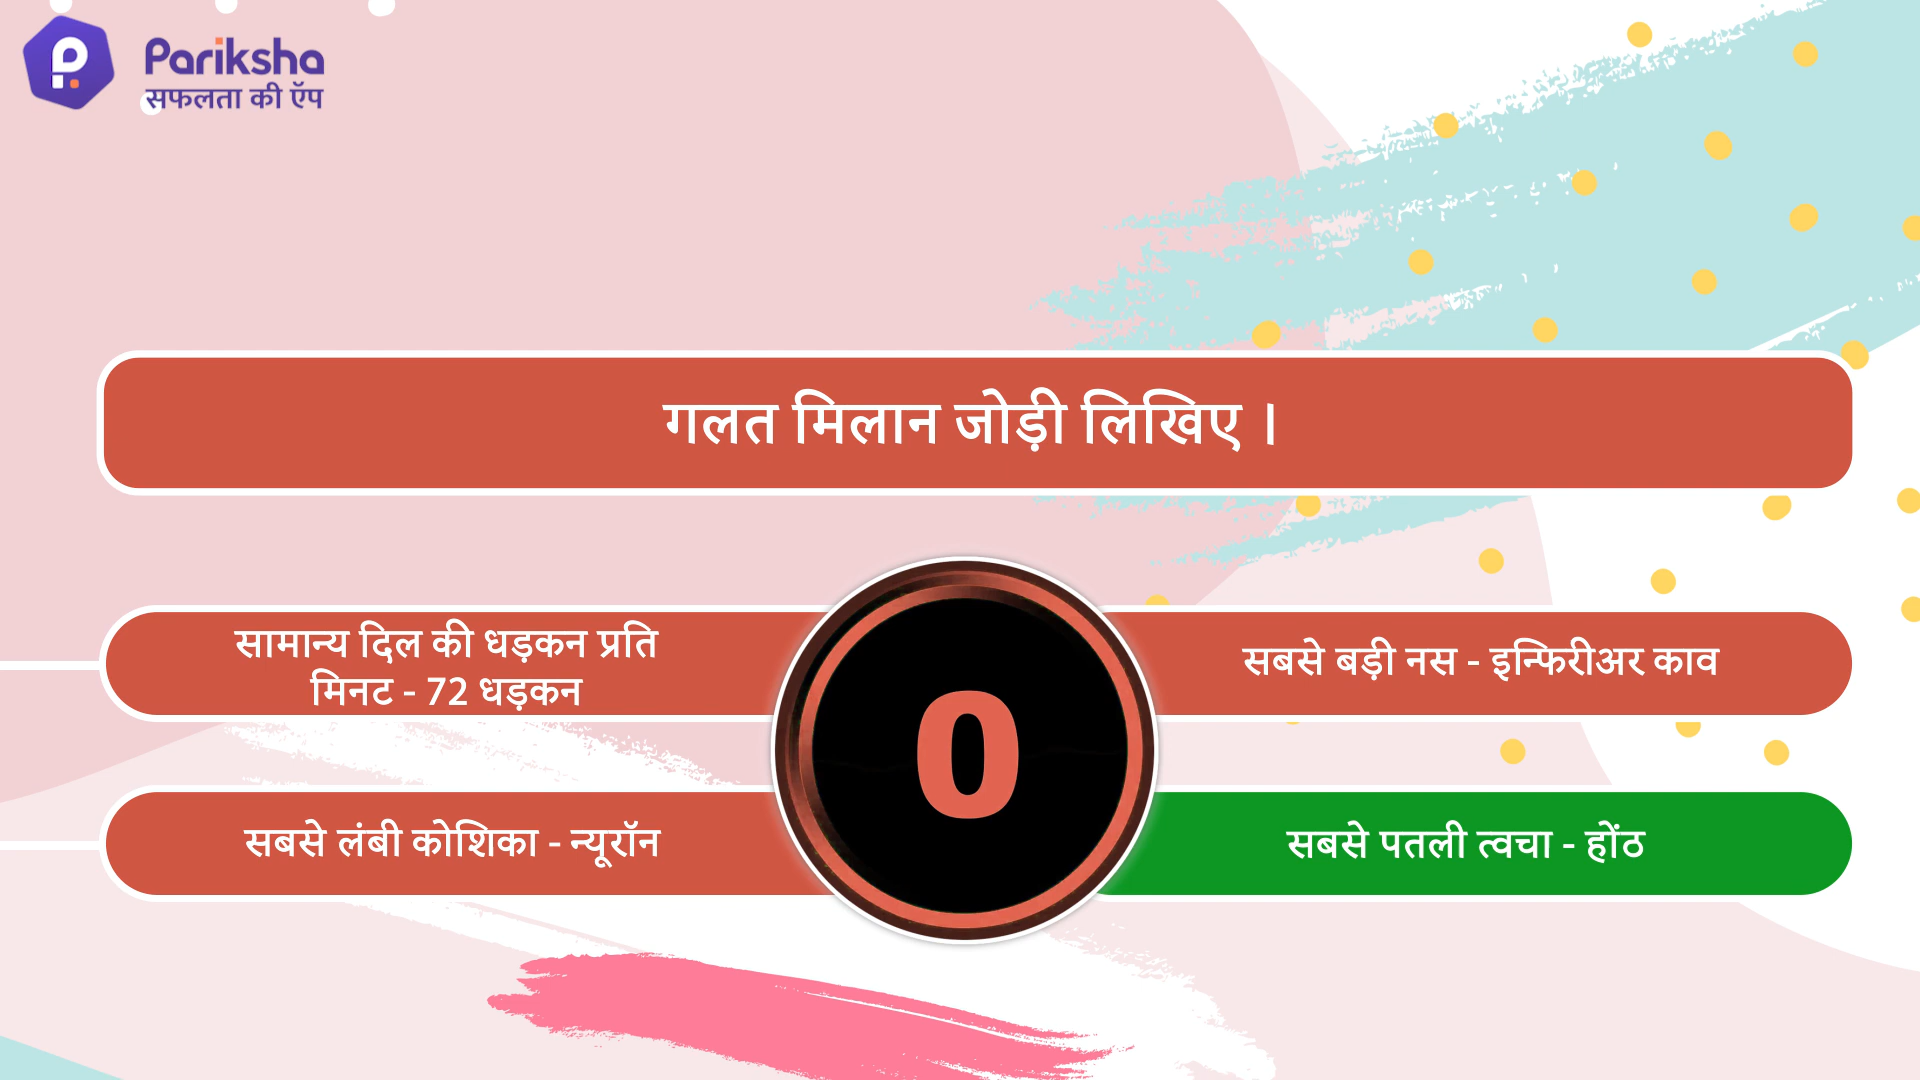 Pariksha
सफलता की ऍप
गलत मिलान जोड़ी लिखिए ।
सामान्य दिल की धड़कन प्रति
मिनट - 72 धड़कन
सबसे बड़ी नस - इन्फिरीअर काव
सबसे लंबी कोशिका - न्यूरॉन
सबसे पतली त्वचा - होंठ
0